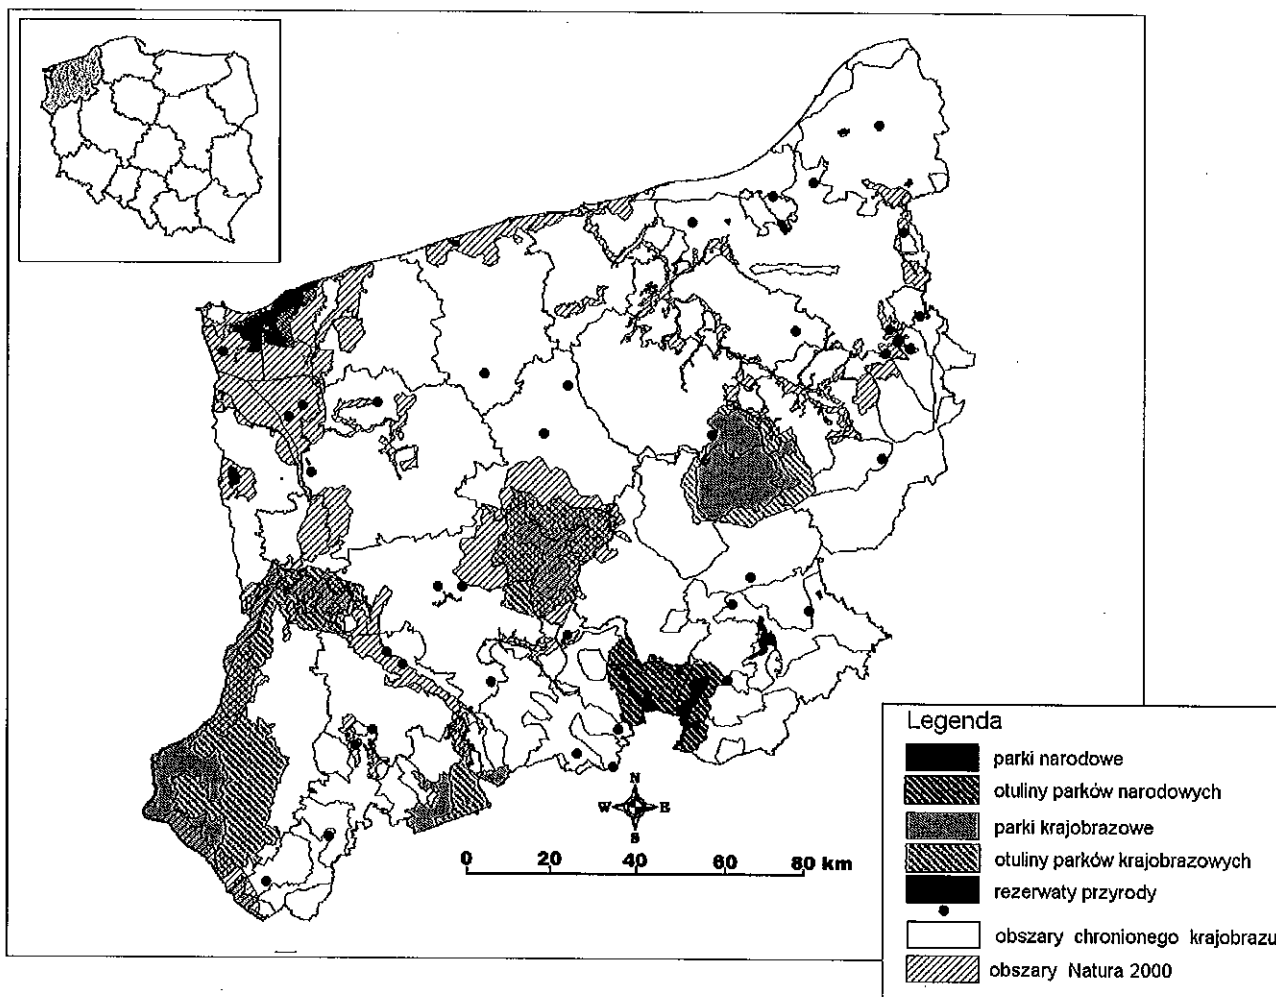 N
W E
S
0 20 40 60 80 km
Legenda
parki narodowe
otuliny parków narodowych
parki krajobrazowe
otuliny parków krajobrazowych
rezerwaty przyrody
obszary chronionego krajobrazu
obszary Natura 2000